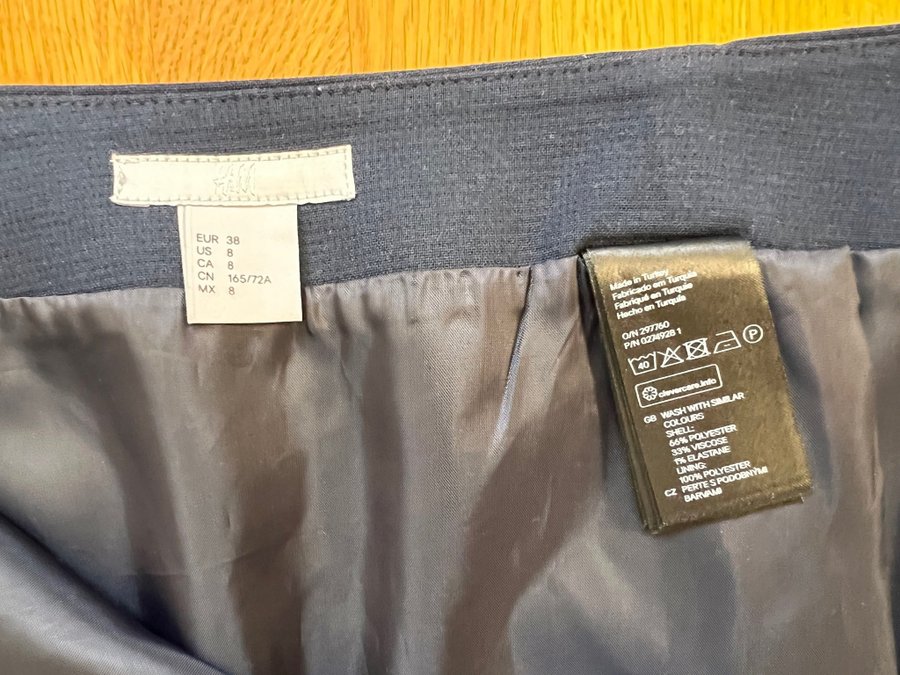 H&M
EUR 38
US 8
CA 8
CN 165/72A
MX 8
Made in Turkey
Fabricado em Turquia
Fabriqué en Turquie
Hecho en Turquía
O/N 297760
P/N 0274928 1
40
P
clevercare.info
GB WASH WITH SIMILAR
COLOURS
SHELL:
66% POLYESTER
33% VISCOSE
1% ELASTANE
LINING:
100% POLYESTER
CZ PERTE S PODOBNÝMI
BARVAMI